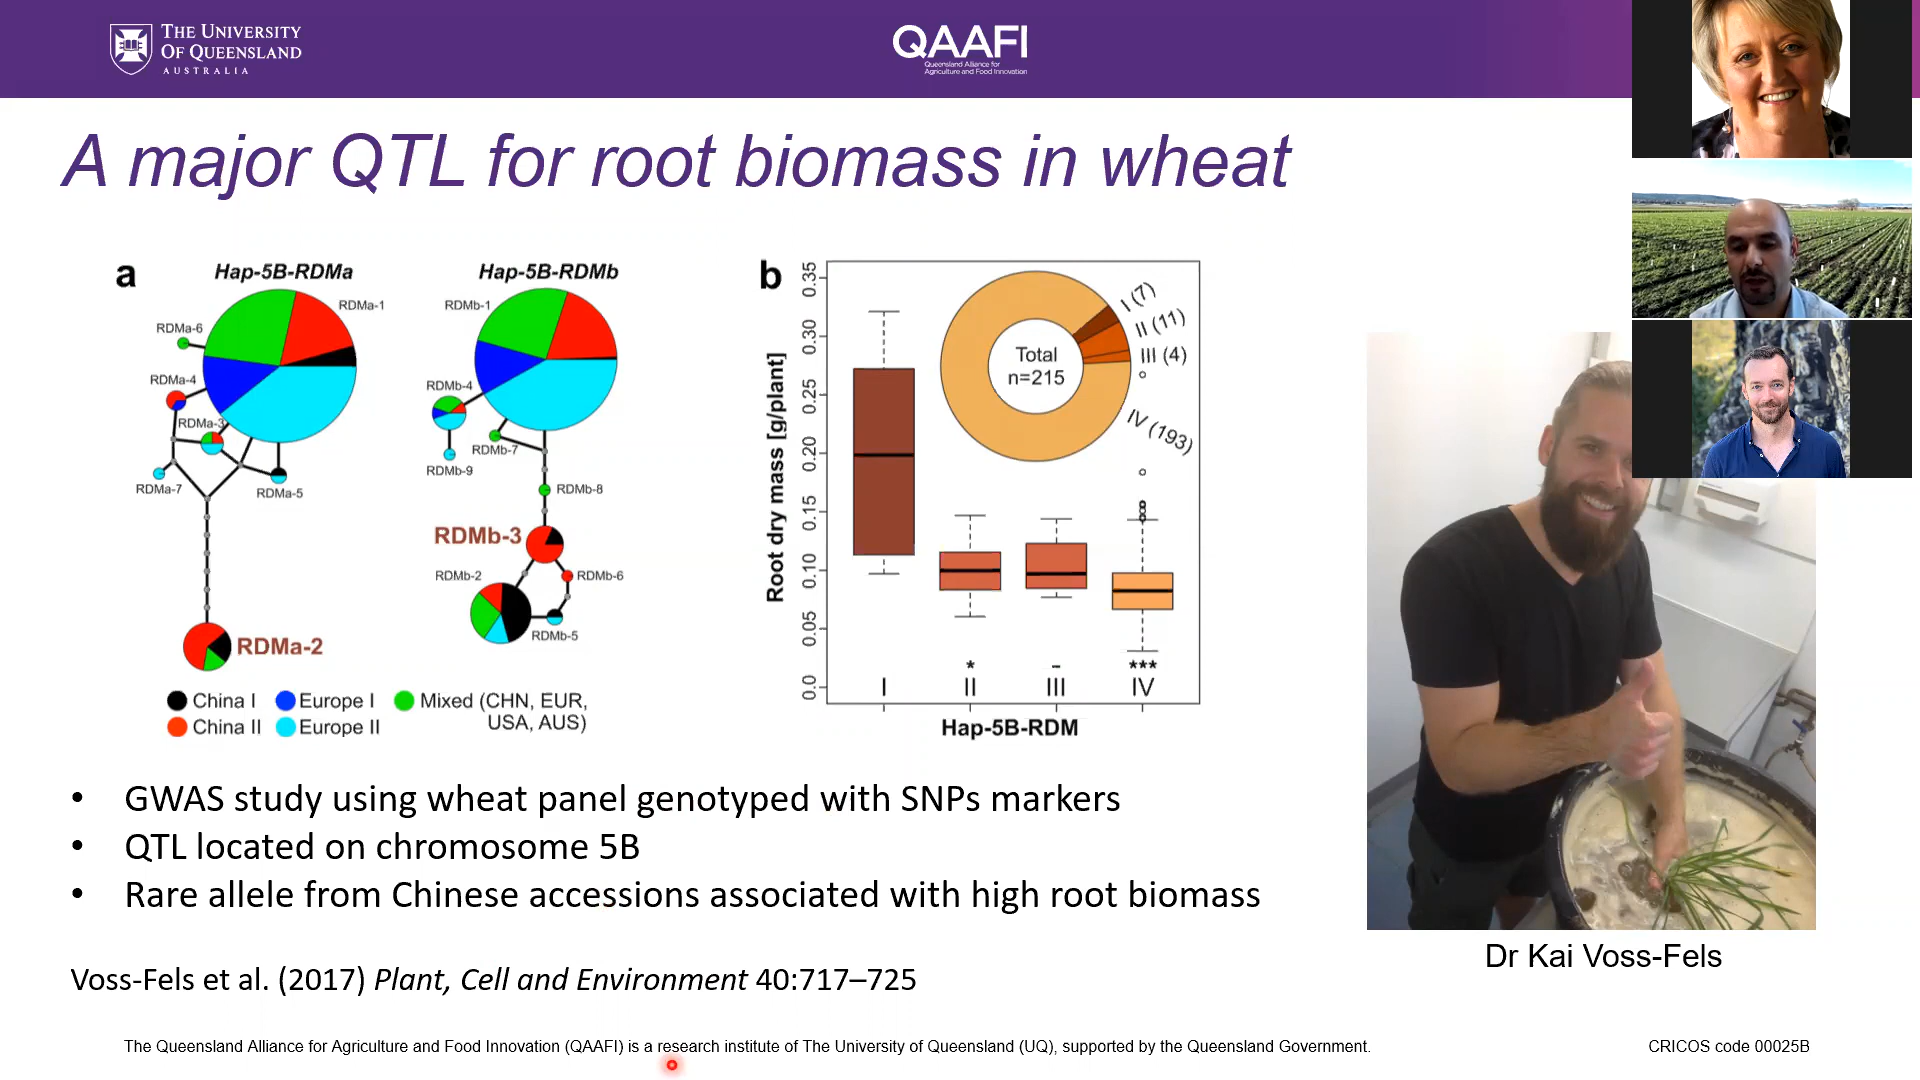 THE UNIVERSITY
OF QUEENSLAND
AUSTRALIA
QAAFI
Queensland Alliance for
Agriculture and Food Innovation
A major QTL for root biomass in wheat
a
Hap-5B-RDMa
Hap-5B-RDMb
RDMa-1
RDMa-6
RDMa-4
RDMa-3
RDMa-7
RDMa-5
RDMa-2
RDMb-1
RDMb-4
RDMb-7
RDMb-9
RDMb-8
RDMb-3
RDMb-2
RDMb-6
RDMb-5
China I
Europe I
Mixed (CHN, EUR,
USA, AUS)
China II
Europe II
b
Root dry mass [g/plant]
0.35
0.30
0.25
0.20
0.15
0.10
0.05
0.0
Total
n=215
I (7)
II (11)
III (4)
IV (193)
* - ***
I II III IV
Hap-5B-RDM
• GWAS study using wheat panel genotyped with SNPs markers
• QTL located on chromosome 5B
• Rare allele from Chinese accessions associated with high root biomass
Voss-Fels et al. (2017) Plant, Cell and Environment 40:717–725
Dr Kai Voss-Fels
The Queensland Alliance for Agriculture and Food Innovation (QAAFI) is a research institute of The University of Queensland (UQ), supported by the Queensland Government.
CRICOS code 00025B